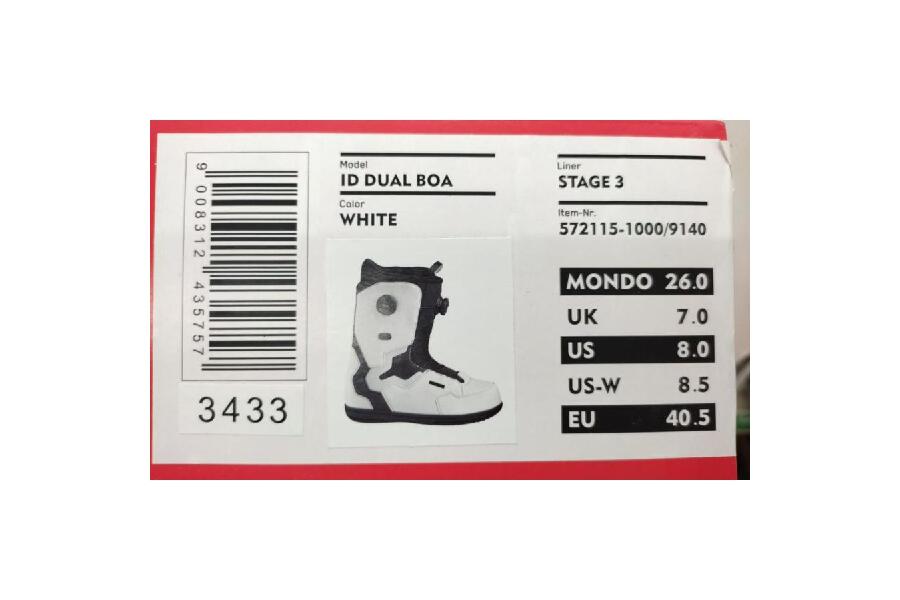 9 008312 435757
3433
Model
ID DUAL BOA
Color
WHITE
Liner
STAGE 3
Item-Nr.
572115-1000/9140
MONDO 26.0
UK 7.0
US 8.0
US-W 8.5
EU 40.5